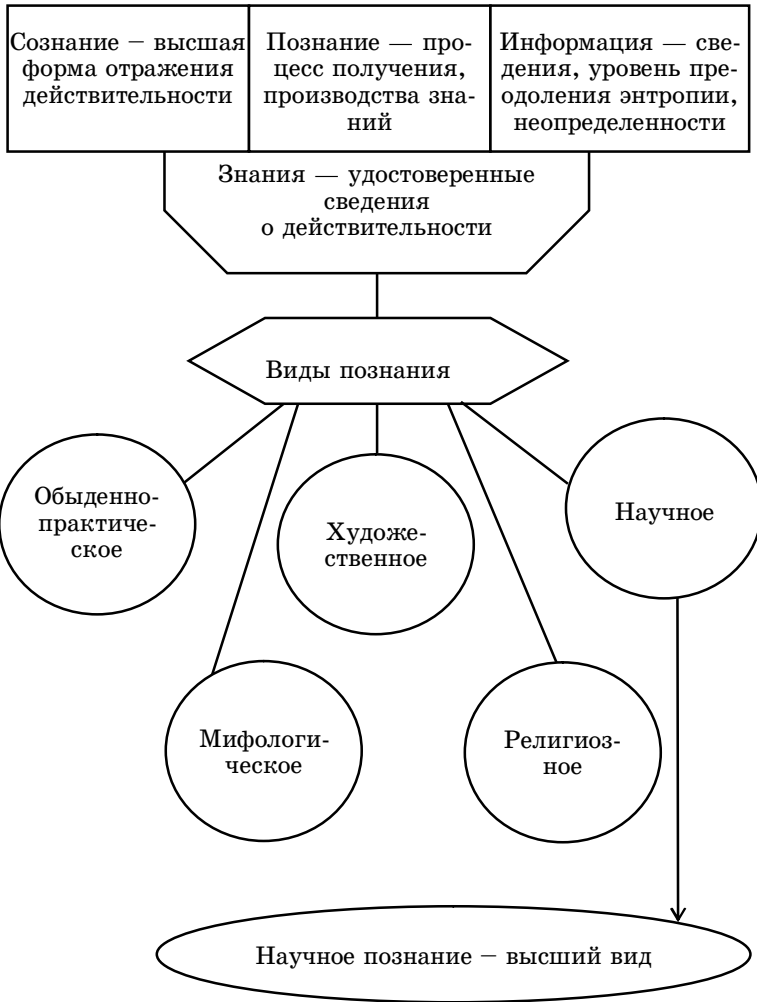 Сознание – высшая
форма отражения
действительности
Познание — про-
цесс получения,
производства зна-
ний
Информация — све-
дения, уровень пре-
одоления энтропии,
неопределенности
Знания — удостоверенные
сведения
о действительности
Виды познания
Обыденно-
практиче-
ское
Художе-
ственное
Научное
Мифологи-
ческое
Религиоз-
ное
Научное познание – высший вид